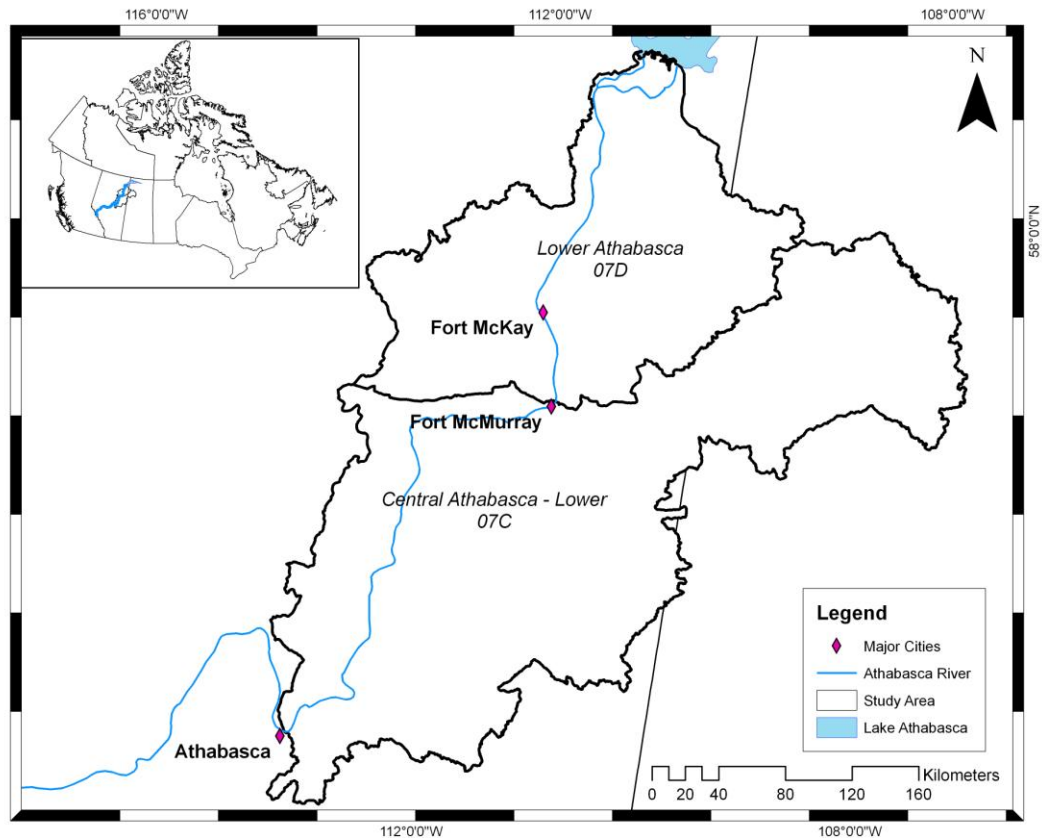 116°0'0"W
112°0'0"W
108°0'0"W
N
58°0'0"N
Lower Athabasca
07D
Fort McKay
Fort McMurray
Central Athabasca - Lower
07C
Athabasca
Legend
Major Cities
Athabasca River
Study Area
Lake Athabasca
Kilometers
0 20 40 80 120 160
112°0'0"W
108°0'0"W